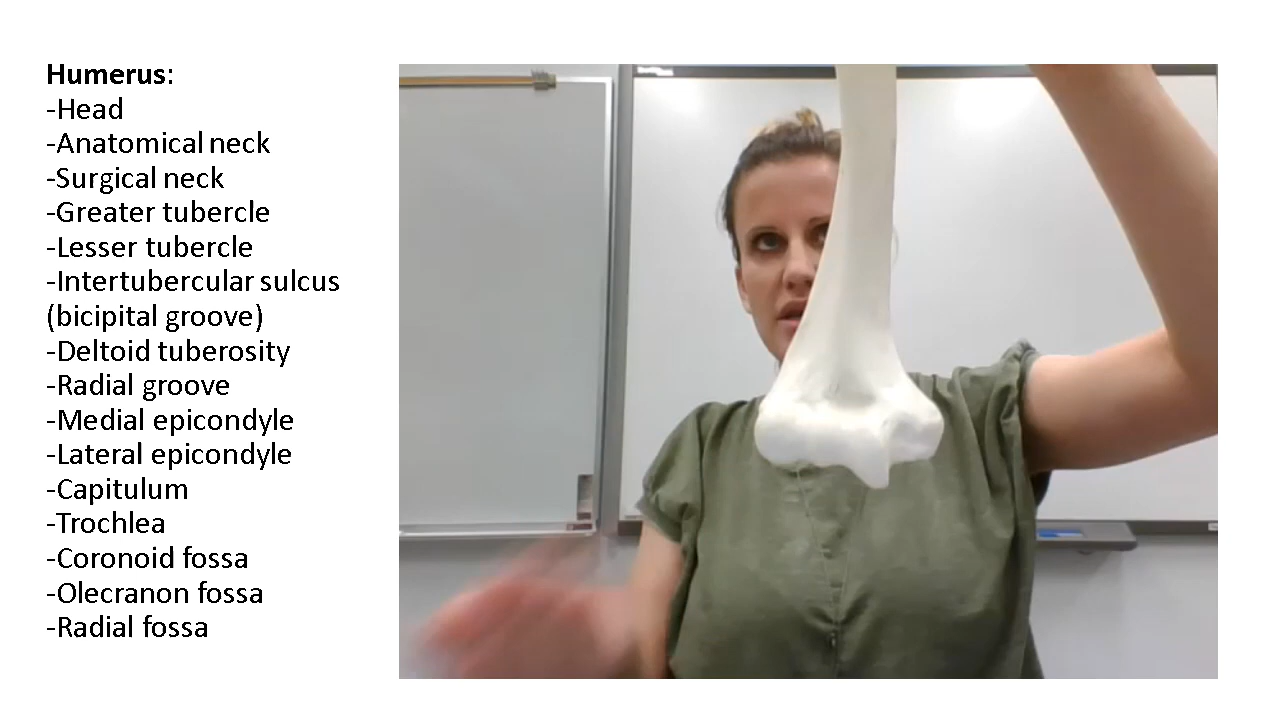 Humerus:
-Head
-Anatomical neck
-Surgical neck
-Greater tubercle
-Lesser tubercle
-Intertubercular sulcus
(bicipital groove)
-Deltoid tuberosity
-Radial groove
-Medial epicondyle
-Lateral epicondyle
-Capitulum
-Trochlea
-Coronoid fossa
-Olecranon fossa
-Radial fossa